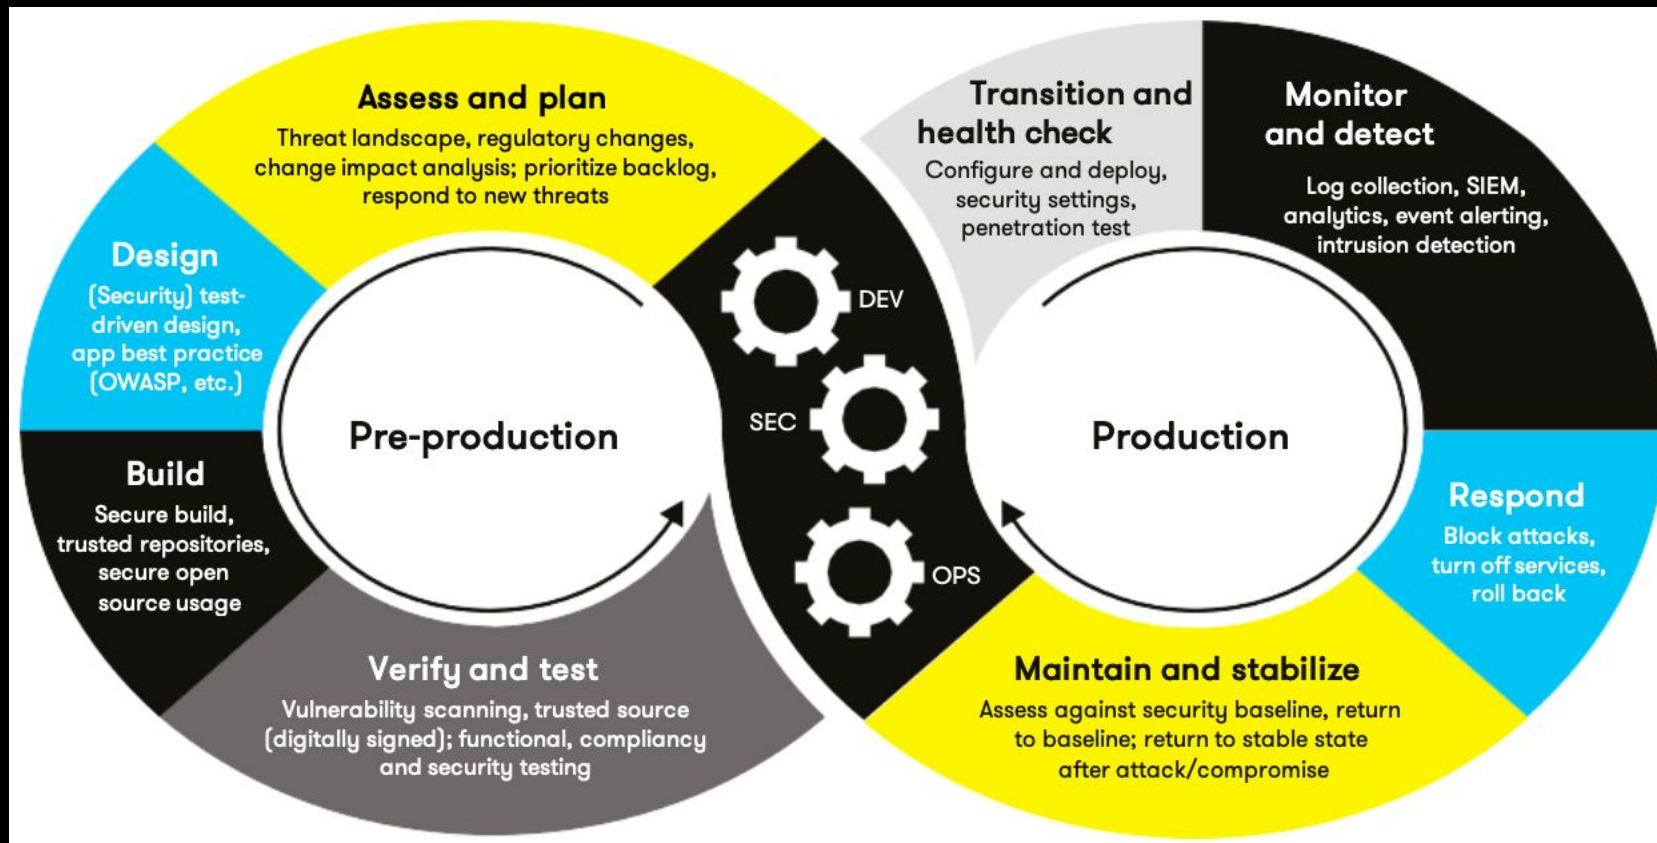 Assess and plan
Threat landscape, regulatory changes,
change impact analysis; prioritize backlog,
respond to new threats
Design
(Security) test-
driven design,
app best practice
(OWASP, etc.)
Build
Secure build,
trusted repositories,
secure open
source usage
Verify and test
Vulnerability scanning, trusted source
(digitally signed); functional, compliancy
and security testing
Pre-production
DEV
SEC
OPS
Transition and
health check
Configure and deploy,
security settings,
penetration test
Monitor
and detect
Log collection, SIEM,
analytics, event alerting,
intrusion detection
Respond
Block attacks,
turn off services,
roll back
Maintain and stabilize
Assess against security baseline, return
to baseline; return to stable state
after attack/compromise
Production